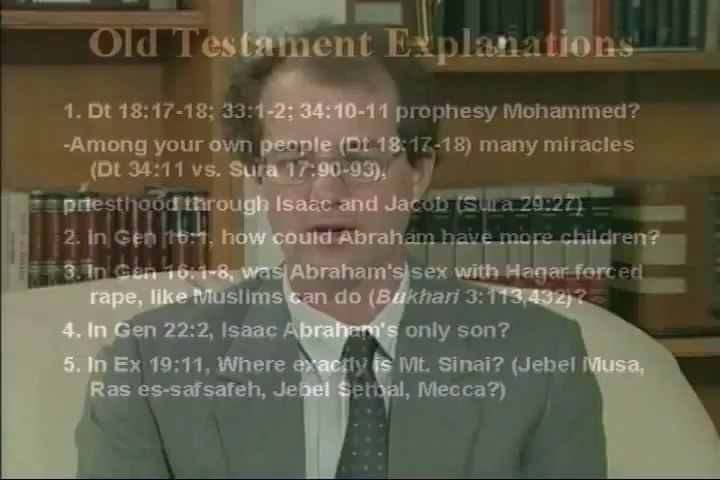 Old Testament Explanations
1. Dt 18:17-18; 33:1-2; 34:10-11 prophesy Mohammed?
-Among your own people (Dt 18:17-18) many miracles
(Dt 34:11 vs. Sura 17:90-93),
priesthood through Isaac and Jacob (Sura 29:27)
2. In Gen 16:1, how could Abraham have more children?
3. In Gen 16:1-8, was Abraham's sex with Hagar forced
rape, like Muslims can do (Bukhari 3:113,432)?
4. In Gen 22:2, Isaac Abraham's only son?
5. In Ex 19:11, Where exactly is Mt. Sinai? (Jebel Musa,
Ras es-safsafeh, Jebel Serbal, Mecca?)